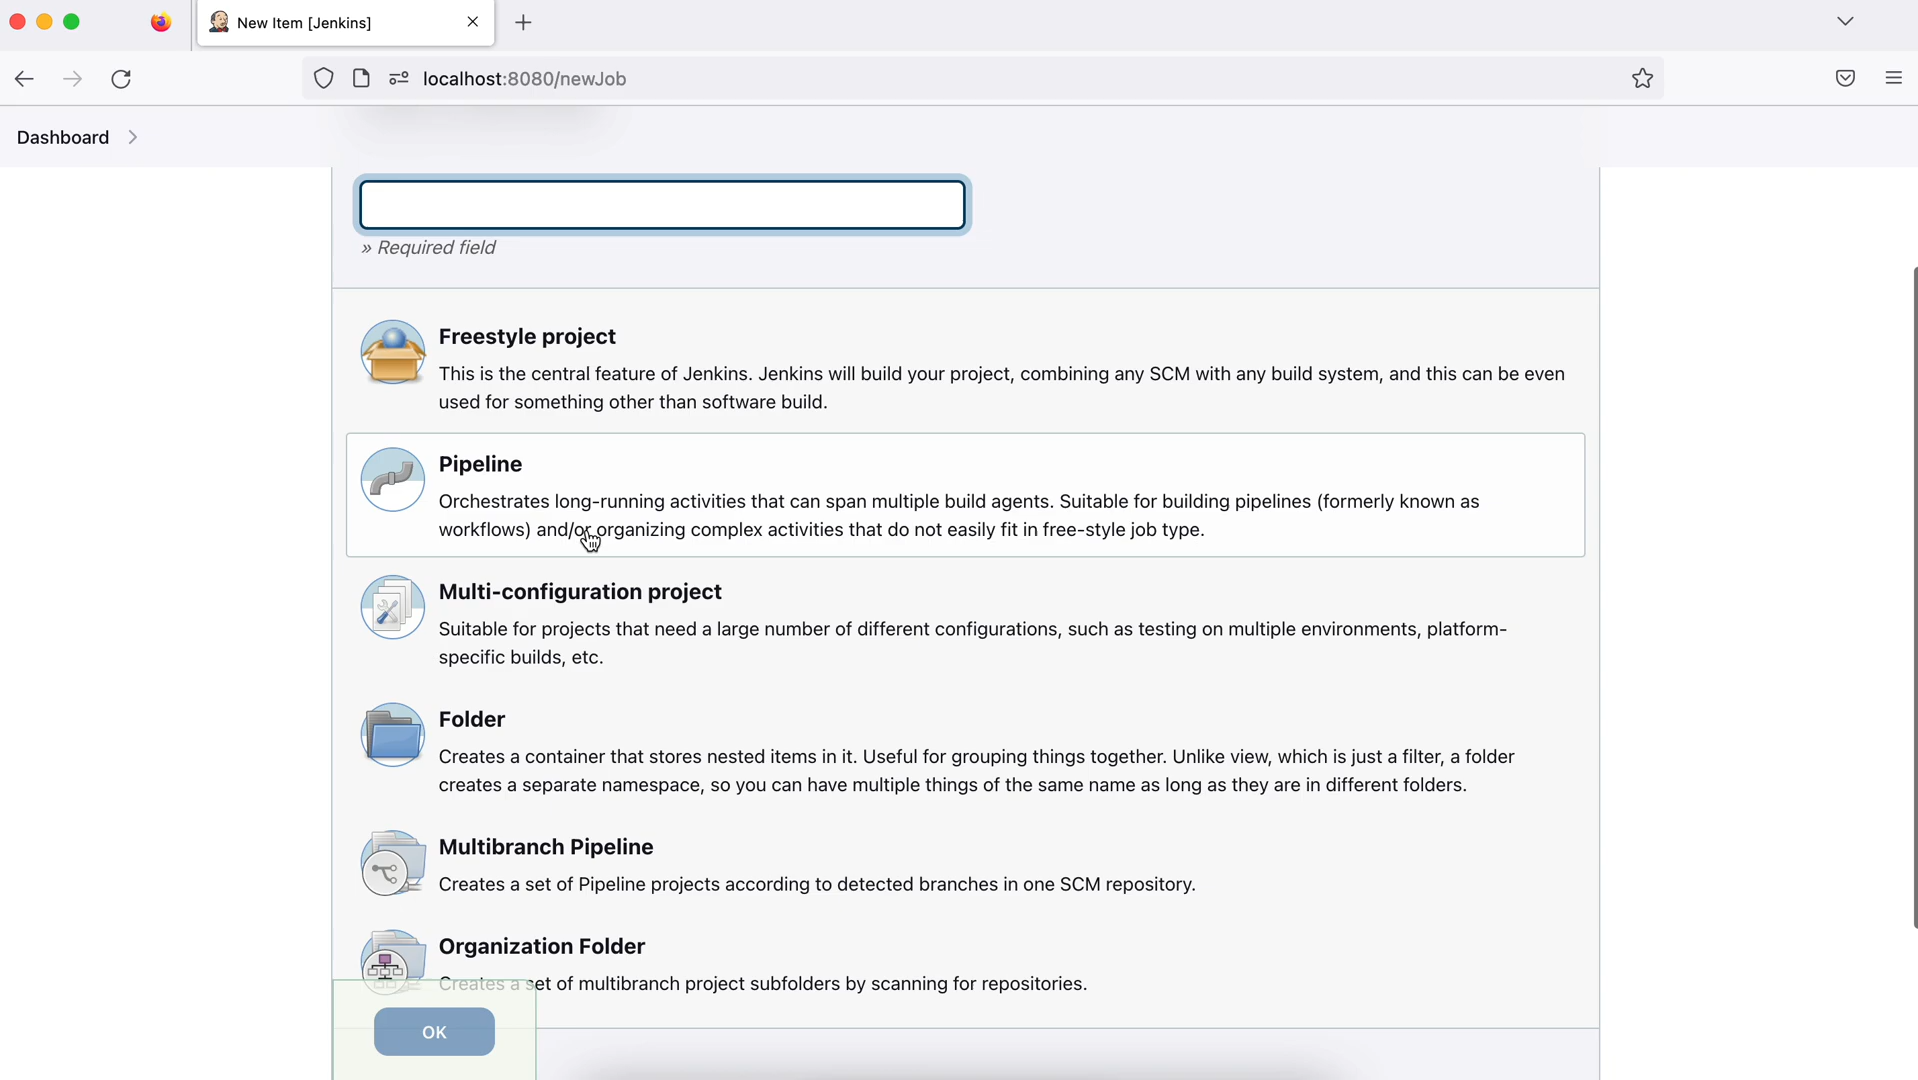 New Item [Jenkins]
localhost:8080/newJob
Dashboard
» Required field
Freestyle project
This is the central feature of Jenkins. Jenkins will build your project, combining any SCM with any build system, and this can be even
used for something other than software build.
Pipeline
Orchestrates long-running activities that can span multiple build agents. Suitable for building pipelines (formerly known as
workflows) and/or organizing complex activities that do not easily fit in free-style job type.
Multi-configuration project
Suitable for projects that need a large number of different configurations, such as testing on multiple environments, platform-
specific builds, etc.
Folder
Creates a container that stores nested items in it. Useful for grouping things together. Unlike view, which is just a filter, a folder
creates a separate namespace, so you can have multiple things of the same name as long as they are in different folders.
Multibranch Pipeline
Creates a set of Pipeline projects according to detected branches in one SCM repository.
Organization Folder
Creates a set of multibranch project subfolders by scanning for repositories.
OK